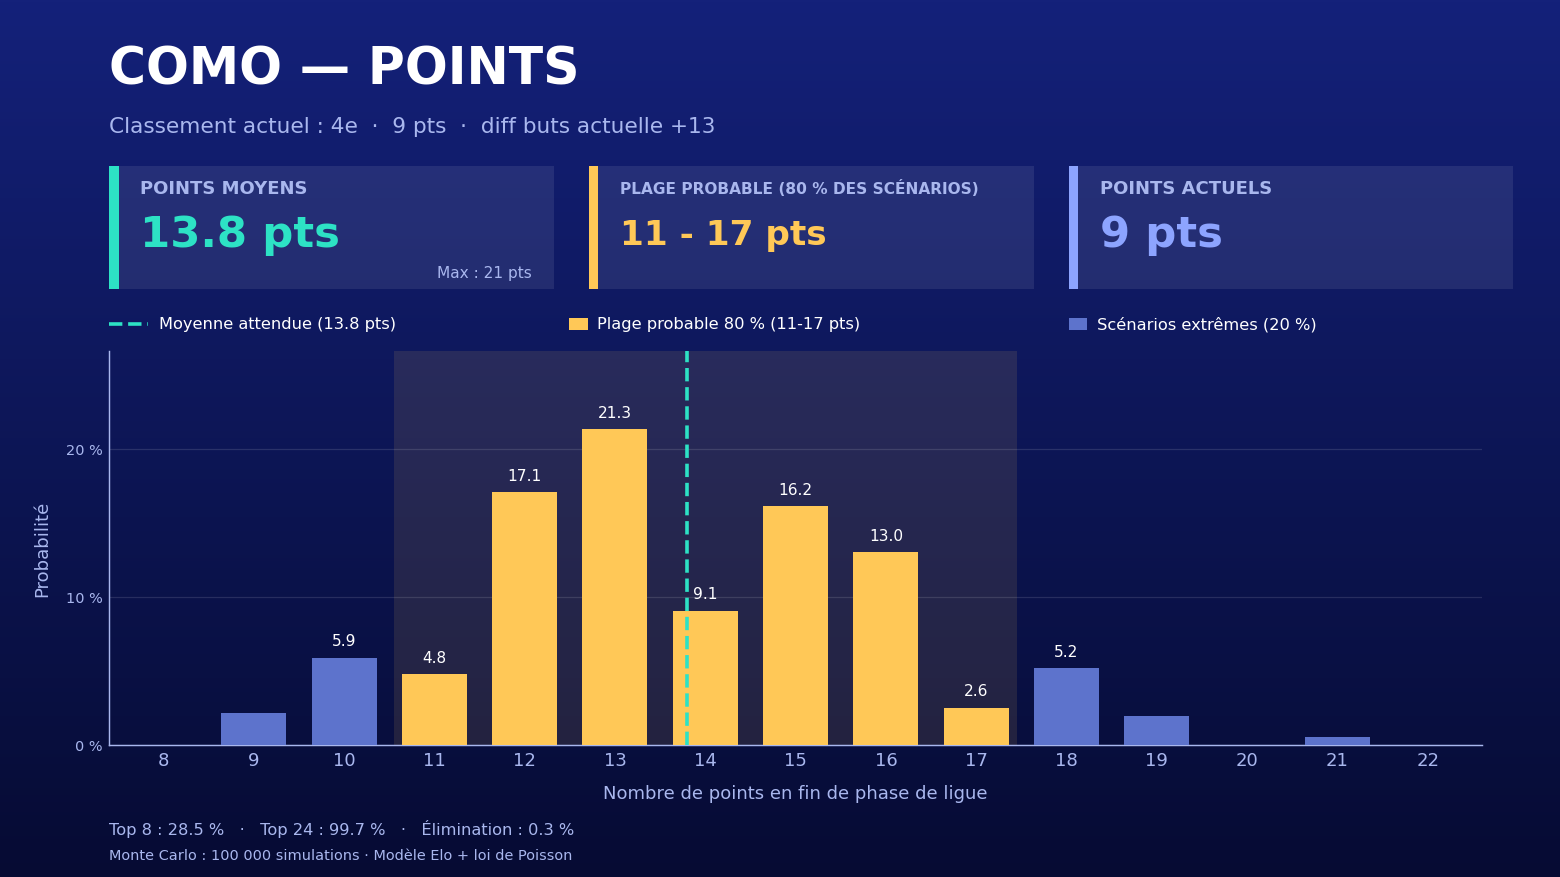 COMO — POINTS
Classement actuel : 4e · 9 pts · diff buts actuelle +13
POINTS MOYENS
13.8 pts
Max : 21 pts
PLAGE PROBABLE (80 % DES SCÉNARIOS)
11 - 17 pts
POINTS ACTUELS
9 pts
Moyenne attendue (13.8 pts)
Plage probable 80 % (11-17 pts)
Scénarios extrêmes (20 %)
Probabilité
20 %
10 %
0 %
5.9
4.8
17.1
21.3
9.1
16.2
13.0
2.6
5.2
8 9 10 11 12 13 14 15 16 17 18 19 20 21 22
Nombre de points en fin de phase de ligue
Top 8 : 28.5 % · Top 24 : 99.7 % · Élimination : 0.3 %
Monte Carlo : 100 000 simulations · Modèle Elo + loi de Poisson